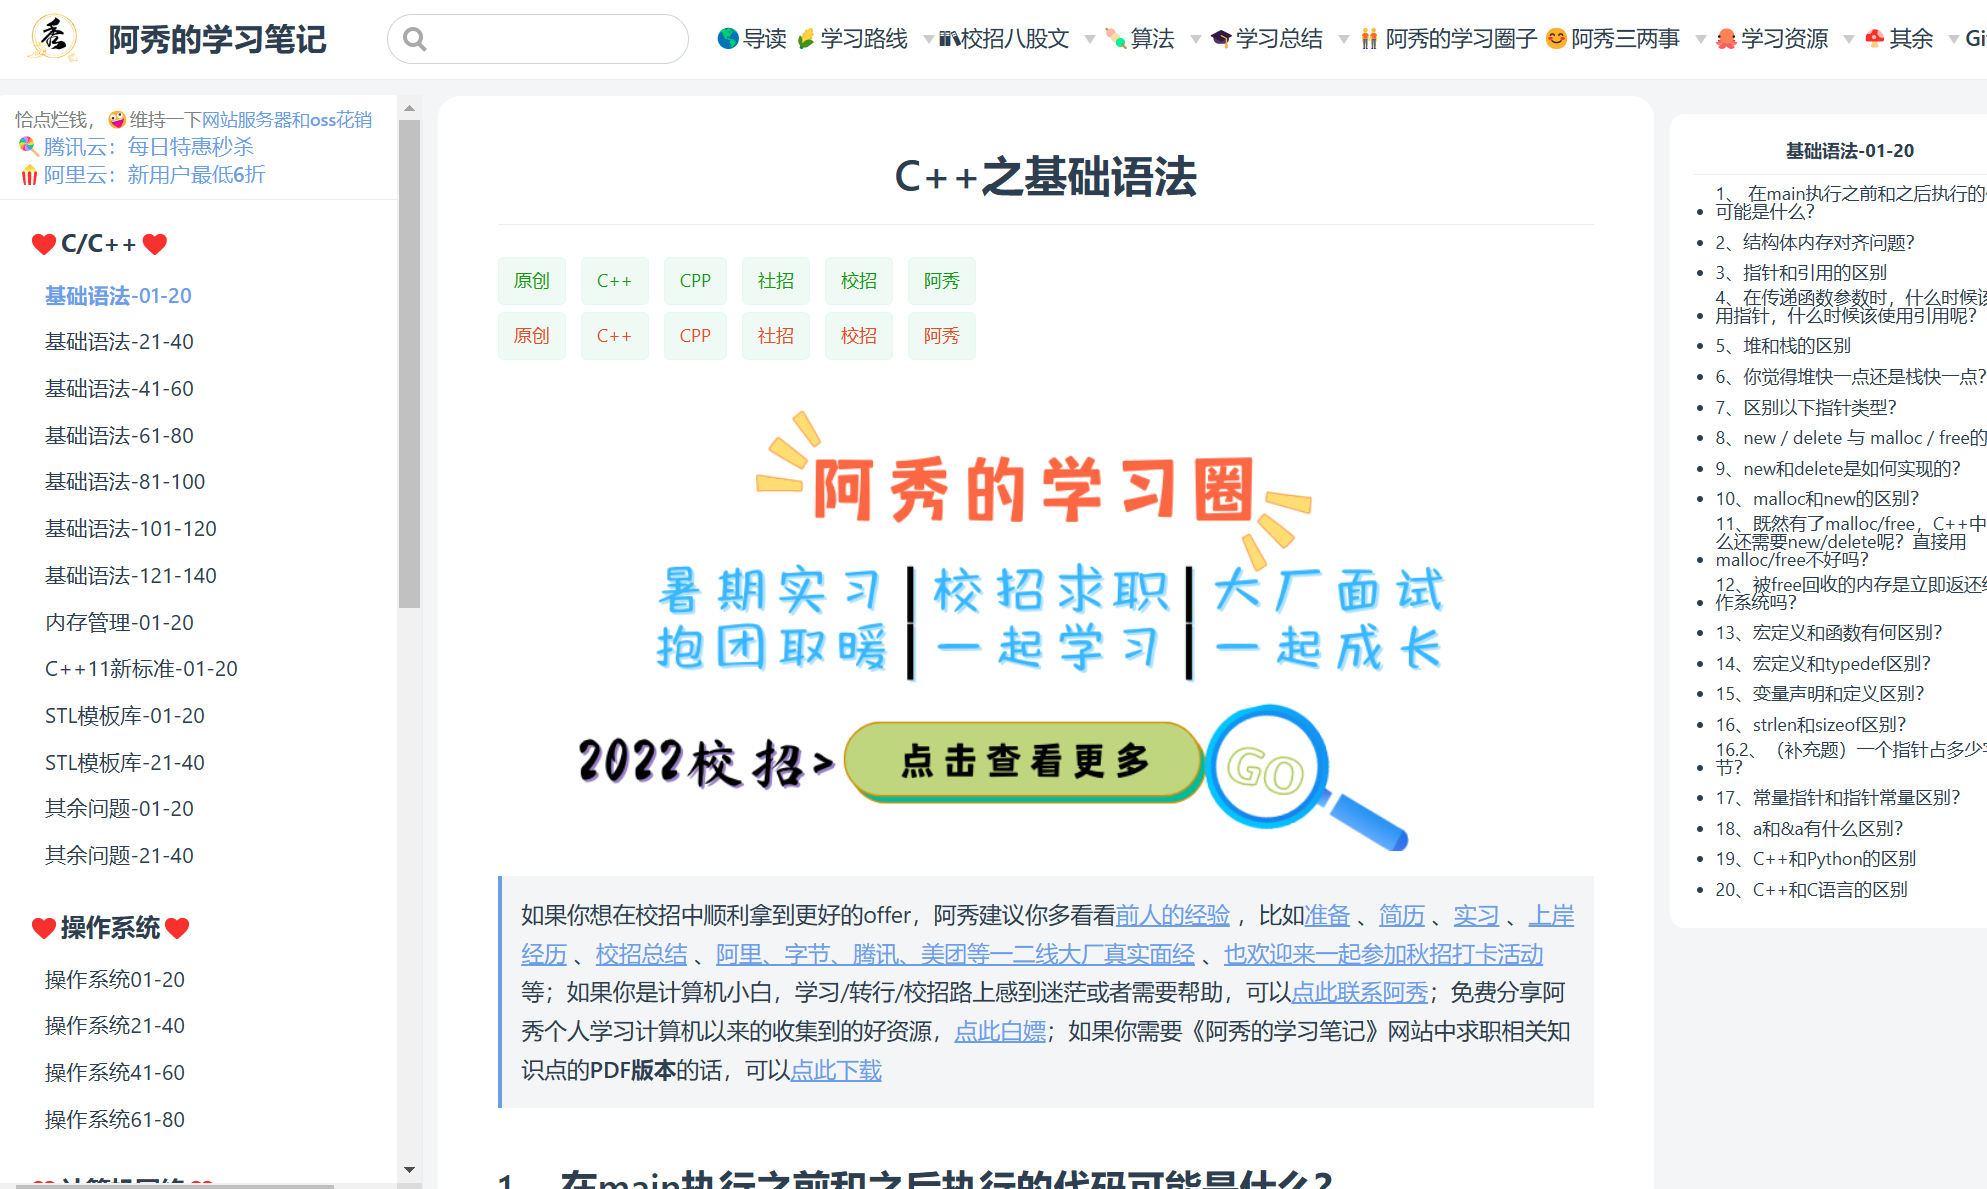 阿秀的学习笔记
导读 学习路线 校招八股文 算法 学习总结 阿秀的学习圈子 阿秀三两事 学习资源 其余 Gi
恰点烂钱，维持一下网站服务器和oss花销
腾讯云：每日特惠秒杀
阿里云：新用户最低6折
C/C++
基础语法-01-20
基础语法-21-40
基础语法-41-60
基础语法-61-80
基础语法-81-100
基础语法-101-120
基础语法-121-140
内存管理-01-20
C++11新标准-01-20
STL模板库-01-20
STL模板库-21-40
其余问题-01-20
其余问题-21-40
操作系统
操作系统01-20
操作系统21-40
操作系统41-60
操作系统61-80
C++之基础语法
原创 C++ CPP 社招 校招 阿秀
原创 C++ CPP 社招 校招 阿秀
阿秀的学习圈
暑期实习|校招求职|大厂面试
抱团取暖|一起学习|一起成长
2022校招> 点击查看更多 GO
如果你想在校招中顺利拿到更好的offer，阿秀建议你多看看前人的经验 ，比如准备 、简历 、实习 、上岸
经历 、校招总结 、阿里、字节、腾讯、美团等一二线大厂真实面经 、也欢迎来一起参加秋招打卡活动
等；如果你是计算机小白，学习/转行/校招路上感到迷茫或者需要帮助，可以点此联系阿秀；免费分享阿
秀个人学习计算机以来的收集到的好资源，点此白嫖；如果你需要《阿秀的学习笔记》网站中求职相关知
识点的PDF版本的话，可以点此下载
1、 在main执行之前和之后执行的代码可能是什么？
基础语法-01-20
1、 在main执行之前和之后执行的
可能是什么？
2、结构体内存对齐问题？
3、指针和引用的区别
4、在传递函数参数时，什么时候该
用指针，什么时候该使用引用呢？
5、堆和栈的区别
6、你觉得堆快一点还是栈快一点？
7、区别以下指针类型？
8、new / delete 与 malloc / free的
9、new和delete是如何实现的？
10、malloc和new的区别？
11、既然有了malloc/free，C++中
么还需要new/delete呢？直接用
malloc/free不好吗？
12、被free回收的内存是立即返还
作系统吗？
13、宏定义和函数有何区别？
14、宏定义和typedef区别？
15、变量声明和定义区别？
16、strlen和sizeof区别？
16.2、（补充题）一个指针占多少
节？
17、常量指针和指针常量区别？
18、a和&a有什么区别？
19、C++和Python的区别
20、C++和C语言的区别